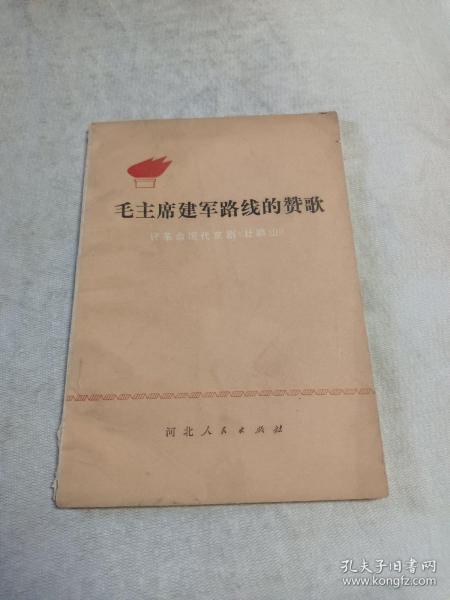 毛主席建军路线的赞歌
评革命现代京剧《杜鹃山》
河北人民出版社
孔夫子旧书网
www.kongfz.com